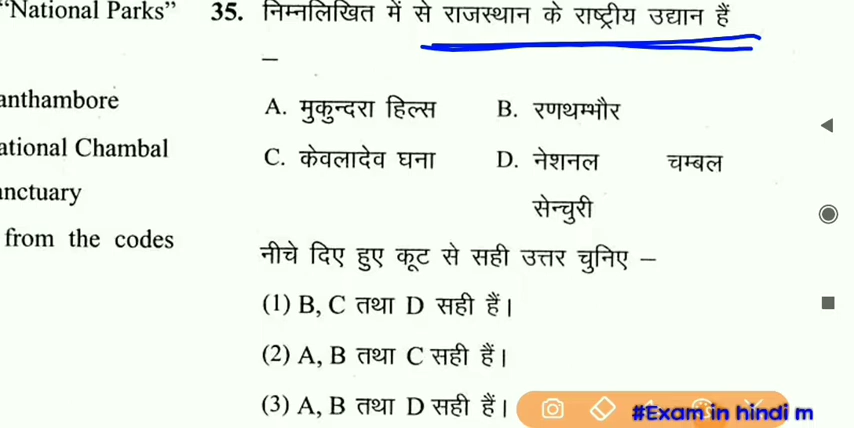 “National Parks”
35. निम्नलिखित में से राजस्थान के राष्ट्रीय उद्यान हैं
–
anthambore
A. मुकुन्दरा हिल्स B. रणथम्भौर
ational Chambal
C. केवलादेव घना D. नेशनल चम्बल
nctuary
सेन्चुरी
from the codes
नीचे दिए हुए कूट से सही उत्तर चुनिए –
(1) B, C तथा D सही हैं।
(2) A, B तथा C सही हैं।
(3) A, B तथा D सही हैं।
#Exam in hindi m